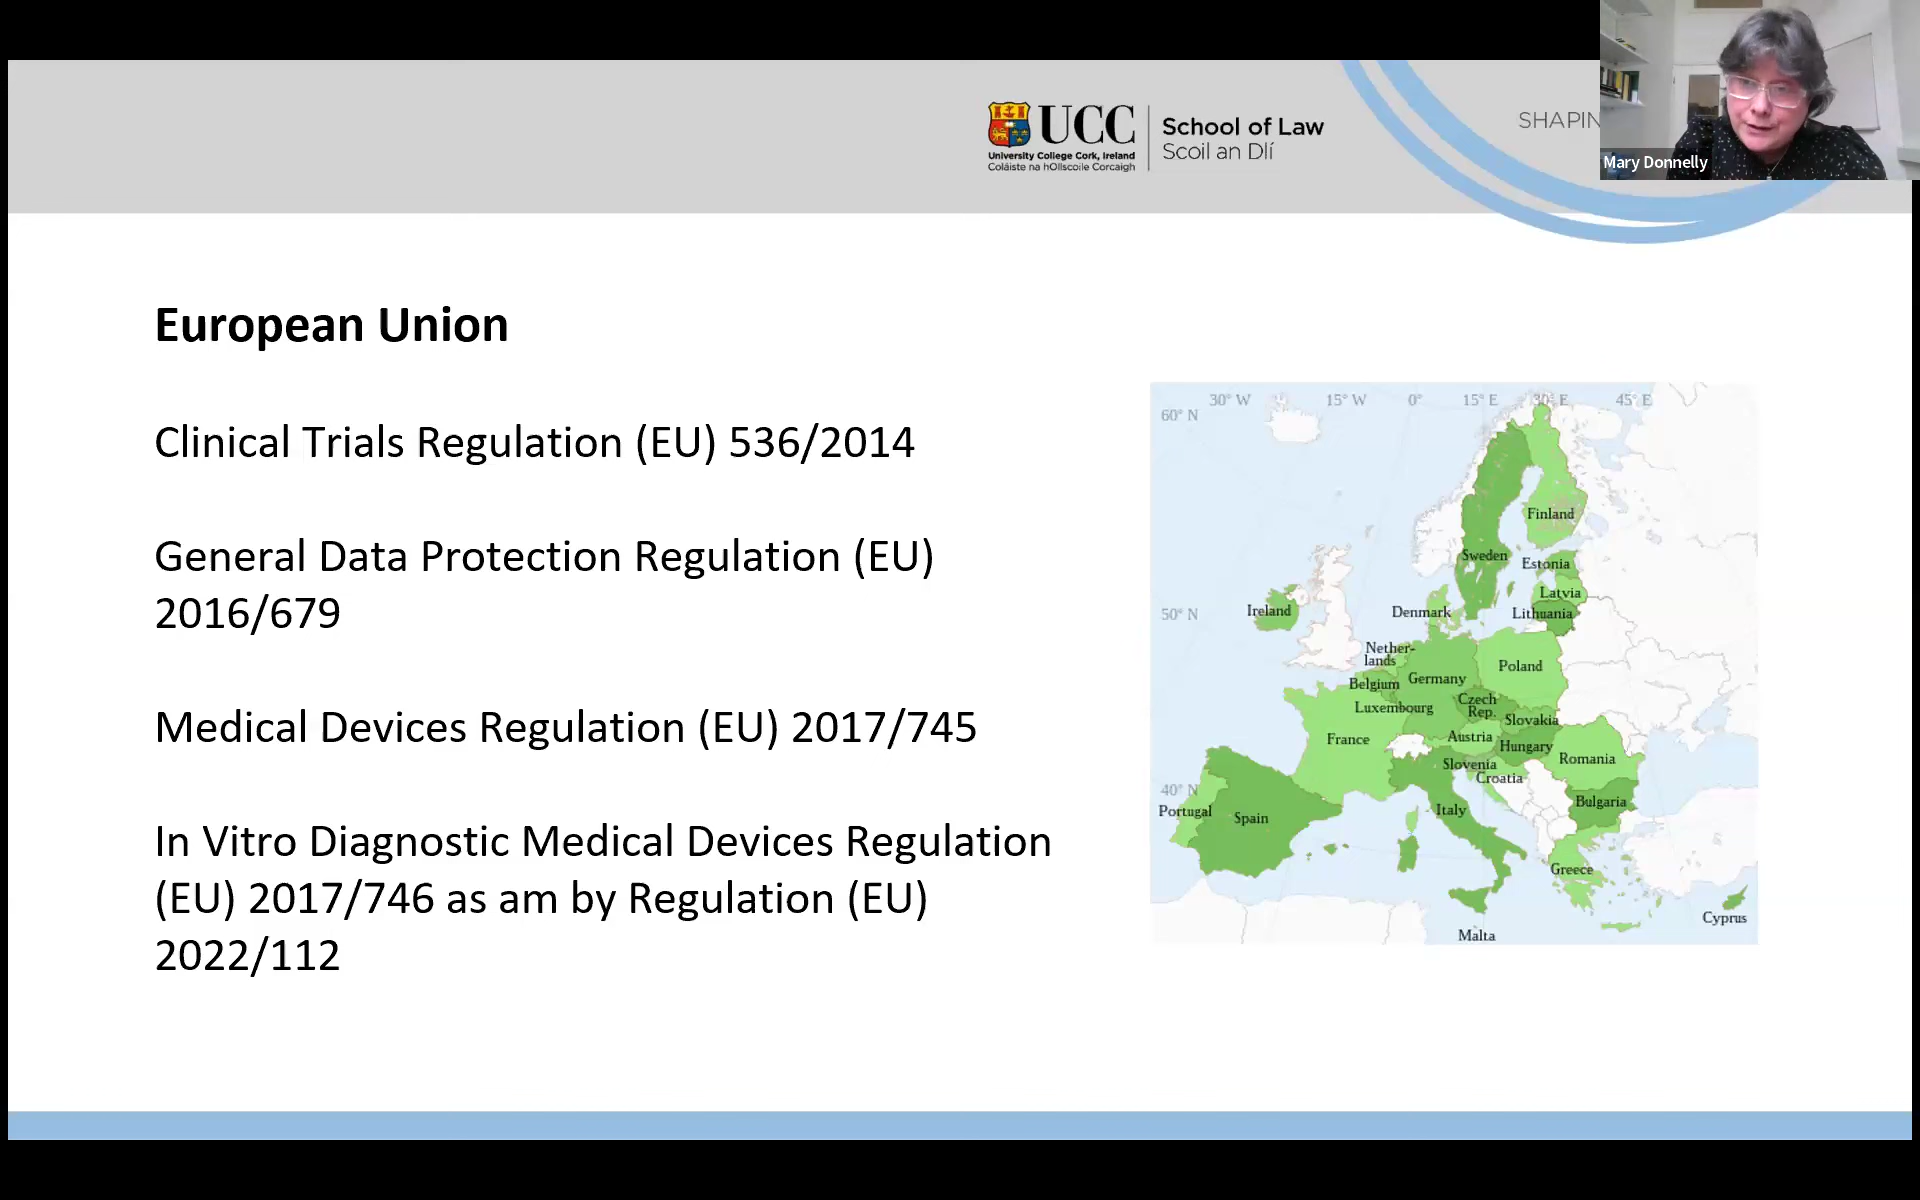 UCC
University College Cork, Ireland
Coláiste na hOllscoile Corcaigh
School of Law
Scoil an Dlí
SHAPIN
Mary Donnelly
European Union
Clinical Trials Regulation (EU) 536/2014
General Data Protection Regulation (EU)
2016/679
Medical Devices Regulation (EU) 2017/745
In Vitro Diagnostic Medical Devices Regulation
(EU) 2017/746 as am by Regulation (EU)
2022/112
30° W 15° W 0° 15° E 30° E 45° E
60° N
Finland
Sweden
Estonia
Latvia
Ireland
Denmark
Lithuania
50° N
Nether-
lands
Poland
Belgium
Germany
Luxembourg
Czech
Rep.
Slovakia
France
Austria
Hungary
Slovenia
Romania
Croatia
40° N
Portugal
Spain
Italy
Bulgaria
Greece
Cyprus
Malta